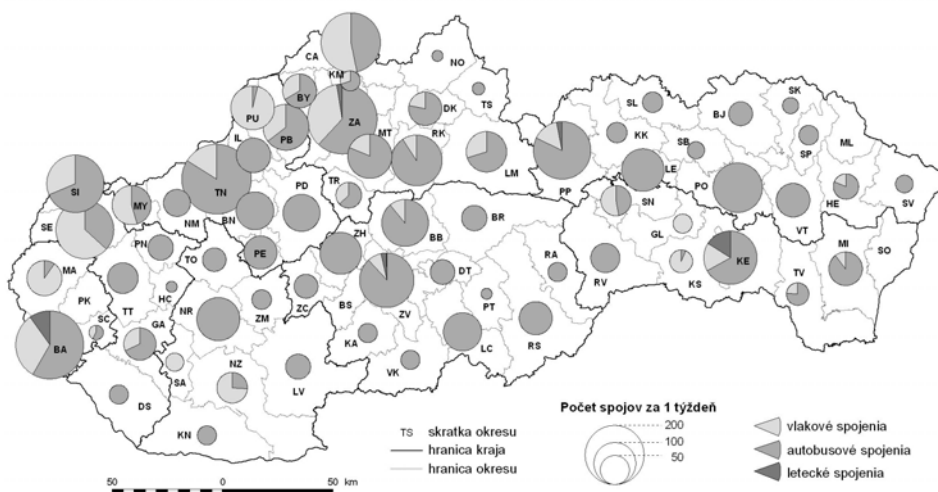 CA
NO
KM
TS
BY
PU
DK
ZA
SK
SL
BJ
IL
PB
MT
RK
KK
SB
SP
ML
LM
LE
PP
PO
SI
TN
PD
TR
MY
BN
SN
VT
HE
SV
NM
SE
ZH
BB
BR
GL
PN
TO
PE
KE
MI
SO
MA
RA
RV
KS
TV
PK
HC
DT
TT
NR
ZM
ZC
BS
ZV
PT
SC
GA
KA
LC
RS
BA
SA
NZ
LV
VK
DS
KN
Počet spojov za 1 týždeň
200
100
50
TS skratka okresu
hranica kraja
hranica okresu
vlakové spojenia
autobusové spojenia
letecké spojenia
50 0 50 km